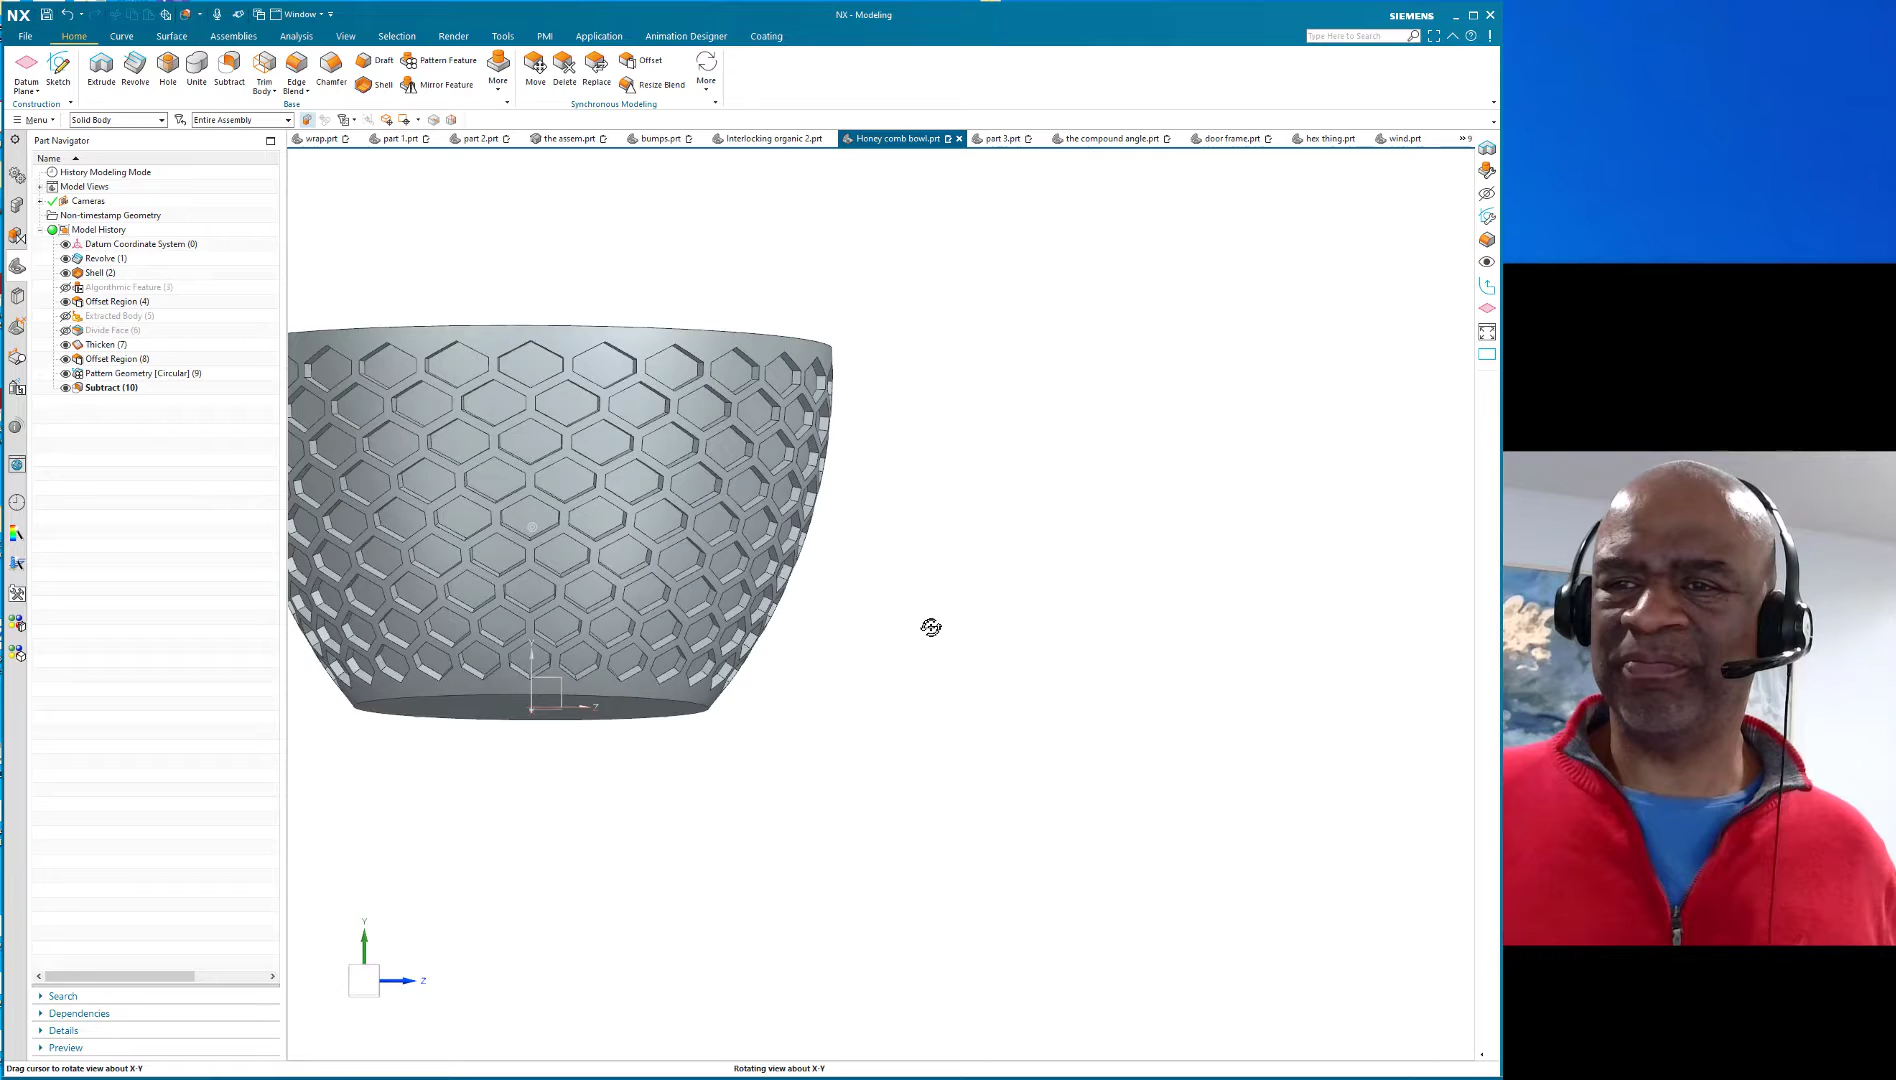 NX Window NX - Modeling SIEMENS
File Home Curve Surface Assemblies Analysis View Selection Render Tools PMI Application Animation Designer Coating Type Here to Search
Datum Plane Sketch Extrude Revolve Hole Unite Subtract Trim Body Edge Blend Chamfer Draft Shell Pattern Feature Mirror Feature More Move Delete Replace Offset Resize Blend More
Construction Base Synchronous Modeling
Menu Solid Body Entire Assembly
Part Navigator wrap.prt part 1.prt part 2.prt the assem.prt bumps.prt Interlocking organic 2.prt Honey comb bowl.prt part 3.prt the compound angle.prt door frame.prt hex thing.prt wind.prt 9
Name
History Modeling Mode
Model Views
Cameras
Non-timestamp Geometry
Model History
Datum Coordinate System (0)
Revolve (1)
Shell (2)
Algorithmic Feature (3)
Offset Region (4)
Extracted Body (5)
Divide Face (6)
Thicken (7)
Offset Region (8)
Pattern Geometry [Circular] (9)
Subtract (10)
Z
Y
Z
Search
Dependencies
Details
Preview
Drag cursor to rotate view about X-Y Rotating view about X-Y